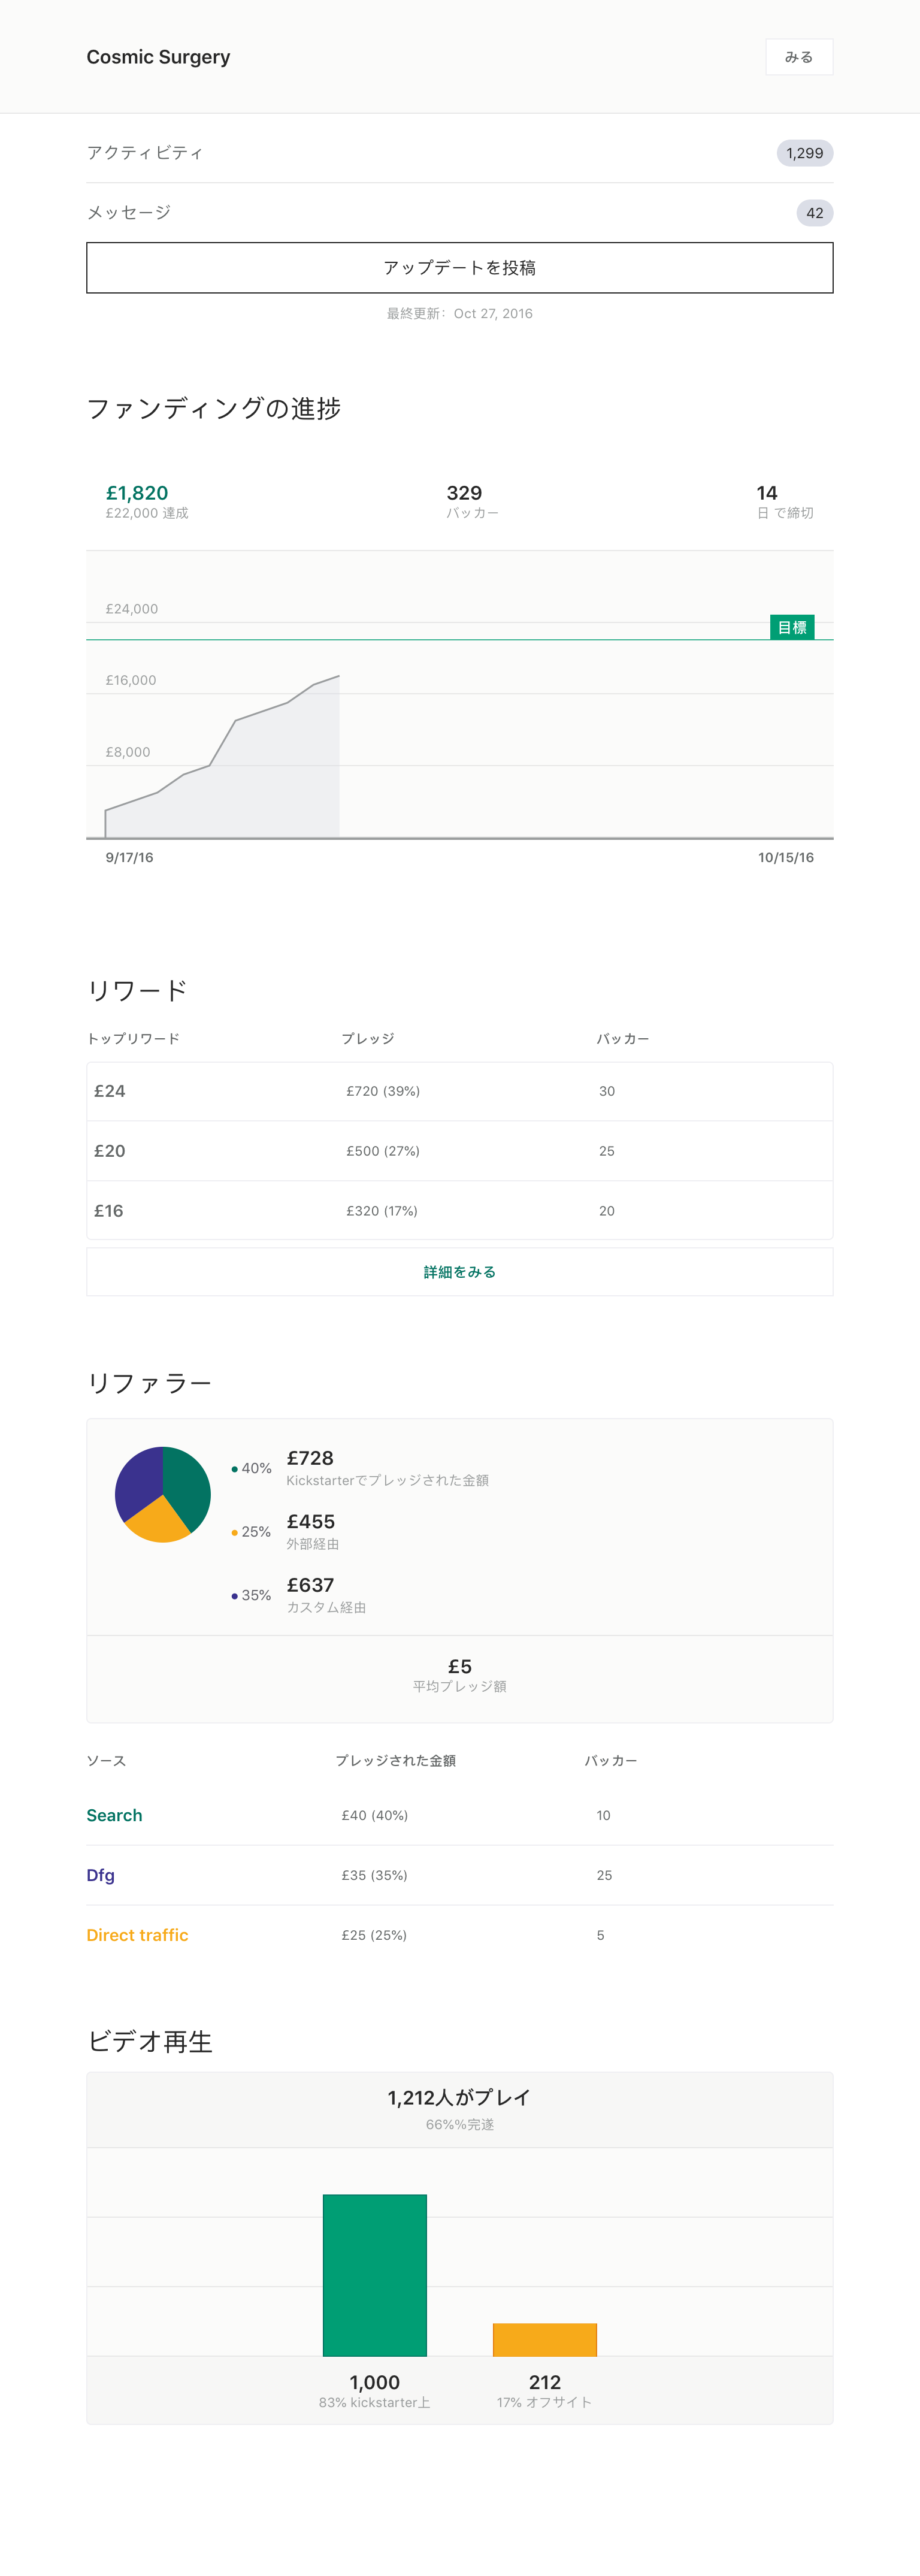 Cosmic Surgery
みる
アクティビティ
1,299
メッセージ
42
アップデートを投稿
最終更新: Oct 27, 2016
ファンディングの進捗
£1,820
£22,000 達成
329
バッカー
14
日 で締切
£24,000
目標
£16,000
£8,000
9/17/16
10/15/16
リワード
トップリワード プレッジ バッカー
£24 £720 (39%) 30
£20 £500 (27%) 25
£16 £320 (17%) 20
詳細をみる
リファラー
40%
£728
Kickstarterでプレッジされた金額
25%
£455
外部経由
35%
£637
カスタム経由
£5
平均プレッジ額
ソース プレッジされた金額 バッカー
Search £40 (40%) 10
Dfg £35 (35%) 25
Direct traffic £25 (25%) 5
ビデオ再生
1,212人がプレイ
66%%完遂
1,000
83% kickstarter上
212
17% オフサイト